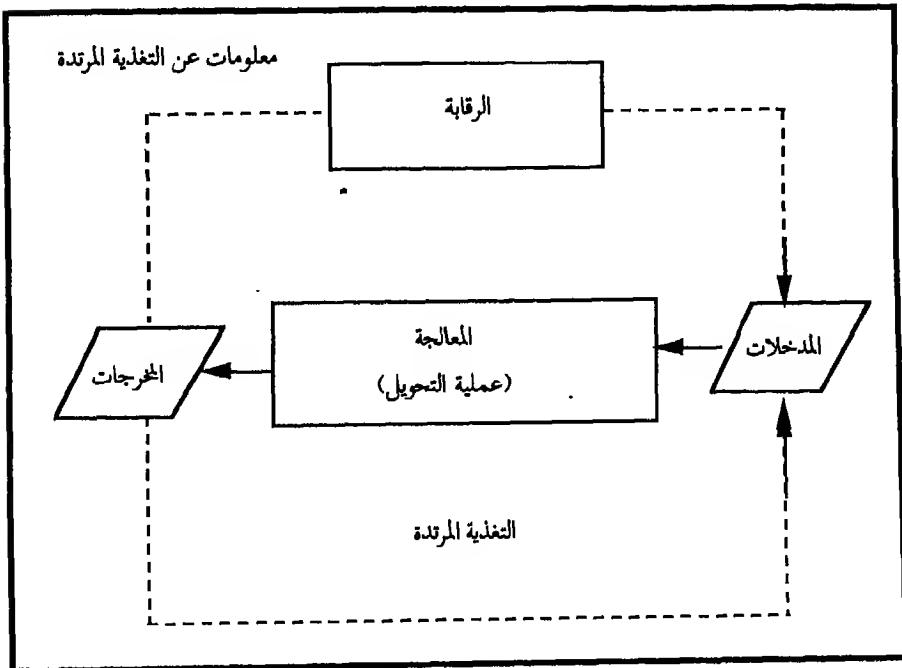 معلومات عن التغذية المرتدة
الرقابة
المدخلات
المعالجة
(عملية التحويل)
المخرجات
التغذية المرتدة